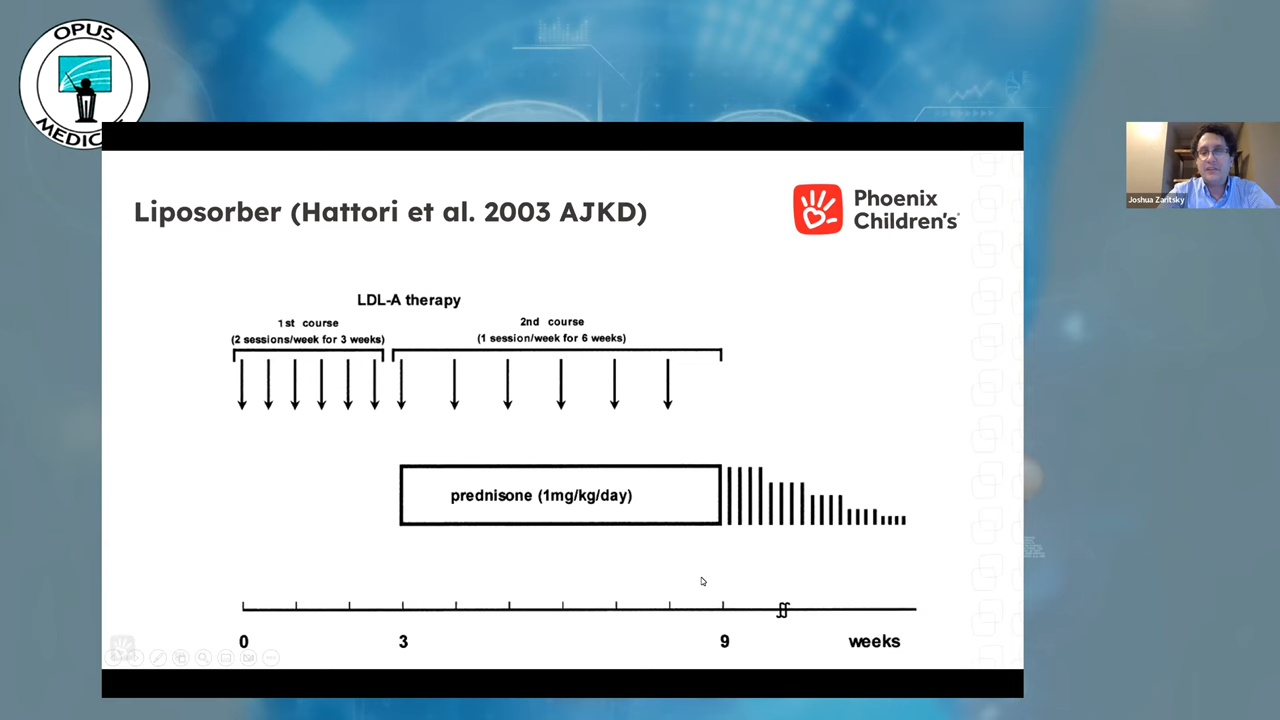 OPUS
MEDIC
Joshua Zaritsky
Liposorber (Hattori et al. 2003 AJKD)
Phoenix
Children's
LDL-A therapy
1st course
(2 sessions/week for 3 weeks)
2nd course
(1 session/week for 6 weeks)
prednisone (1mg/kg/day)
0
3
9
weeks